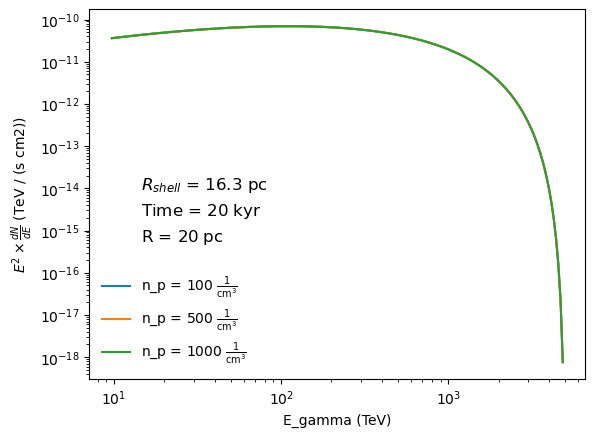 10⁻¹⁰
10⁻¹¹
10⁻¹²
10⁻¹³
10⁻¹⁴
10⁻¹⁵
10⁻¹⁶
10⁻¹⁷
10⁻¹⁸
E² × dN/dE (TeV / (s cm2))
R_shell = 16.3 pc
Time = 20 kyr
R = 20 pc
n_p = 100 1/cm³
n_p = 500 1/cm³
n_p = 1000 1/cm³
10¹ 10² 10³
E_gamma (TeV)